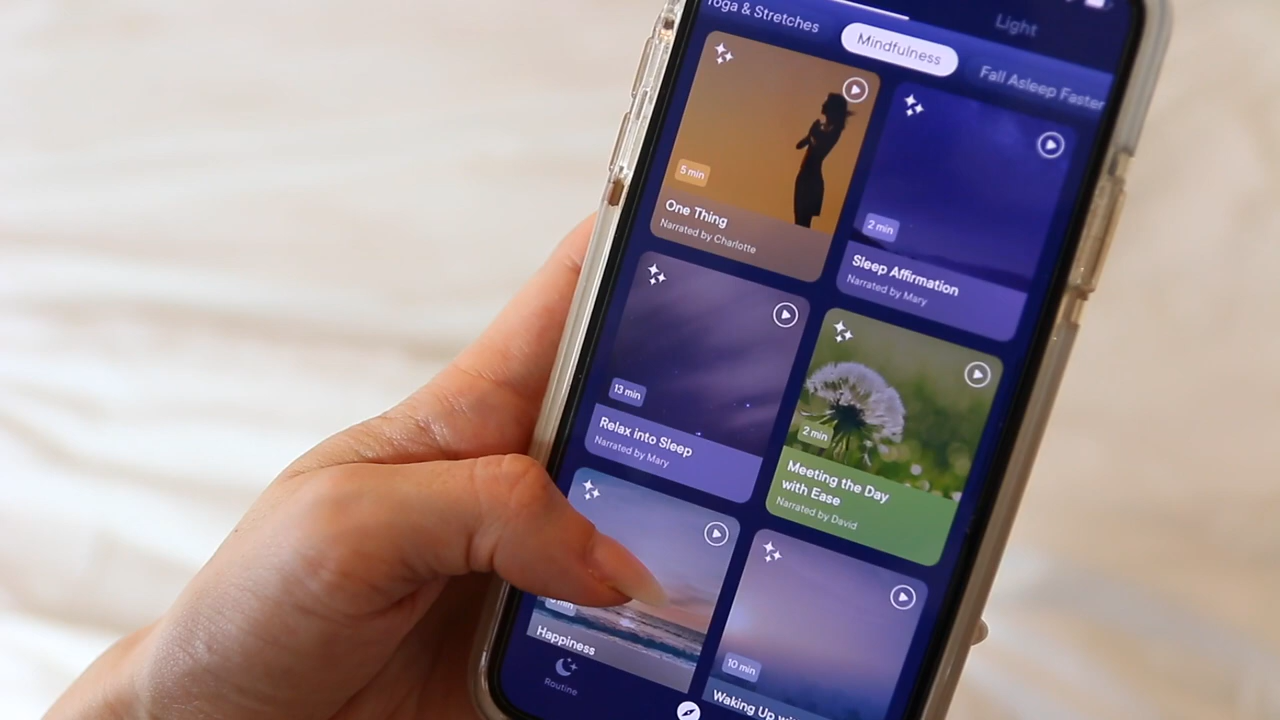 Yoga & Stretches
Light
Mindfulness
Fall Asleep Faster
5 min
One Thing
Narrated by Charlotte
2 min
Sleep Affirmation
Narrated by Mary
13 min
Relax into Sleep
Narrated by Mary
2 min
Meeting the Day
with Ease
Narrated by David
min
Happiness
10 min
Waking Up
Routine